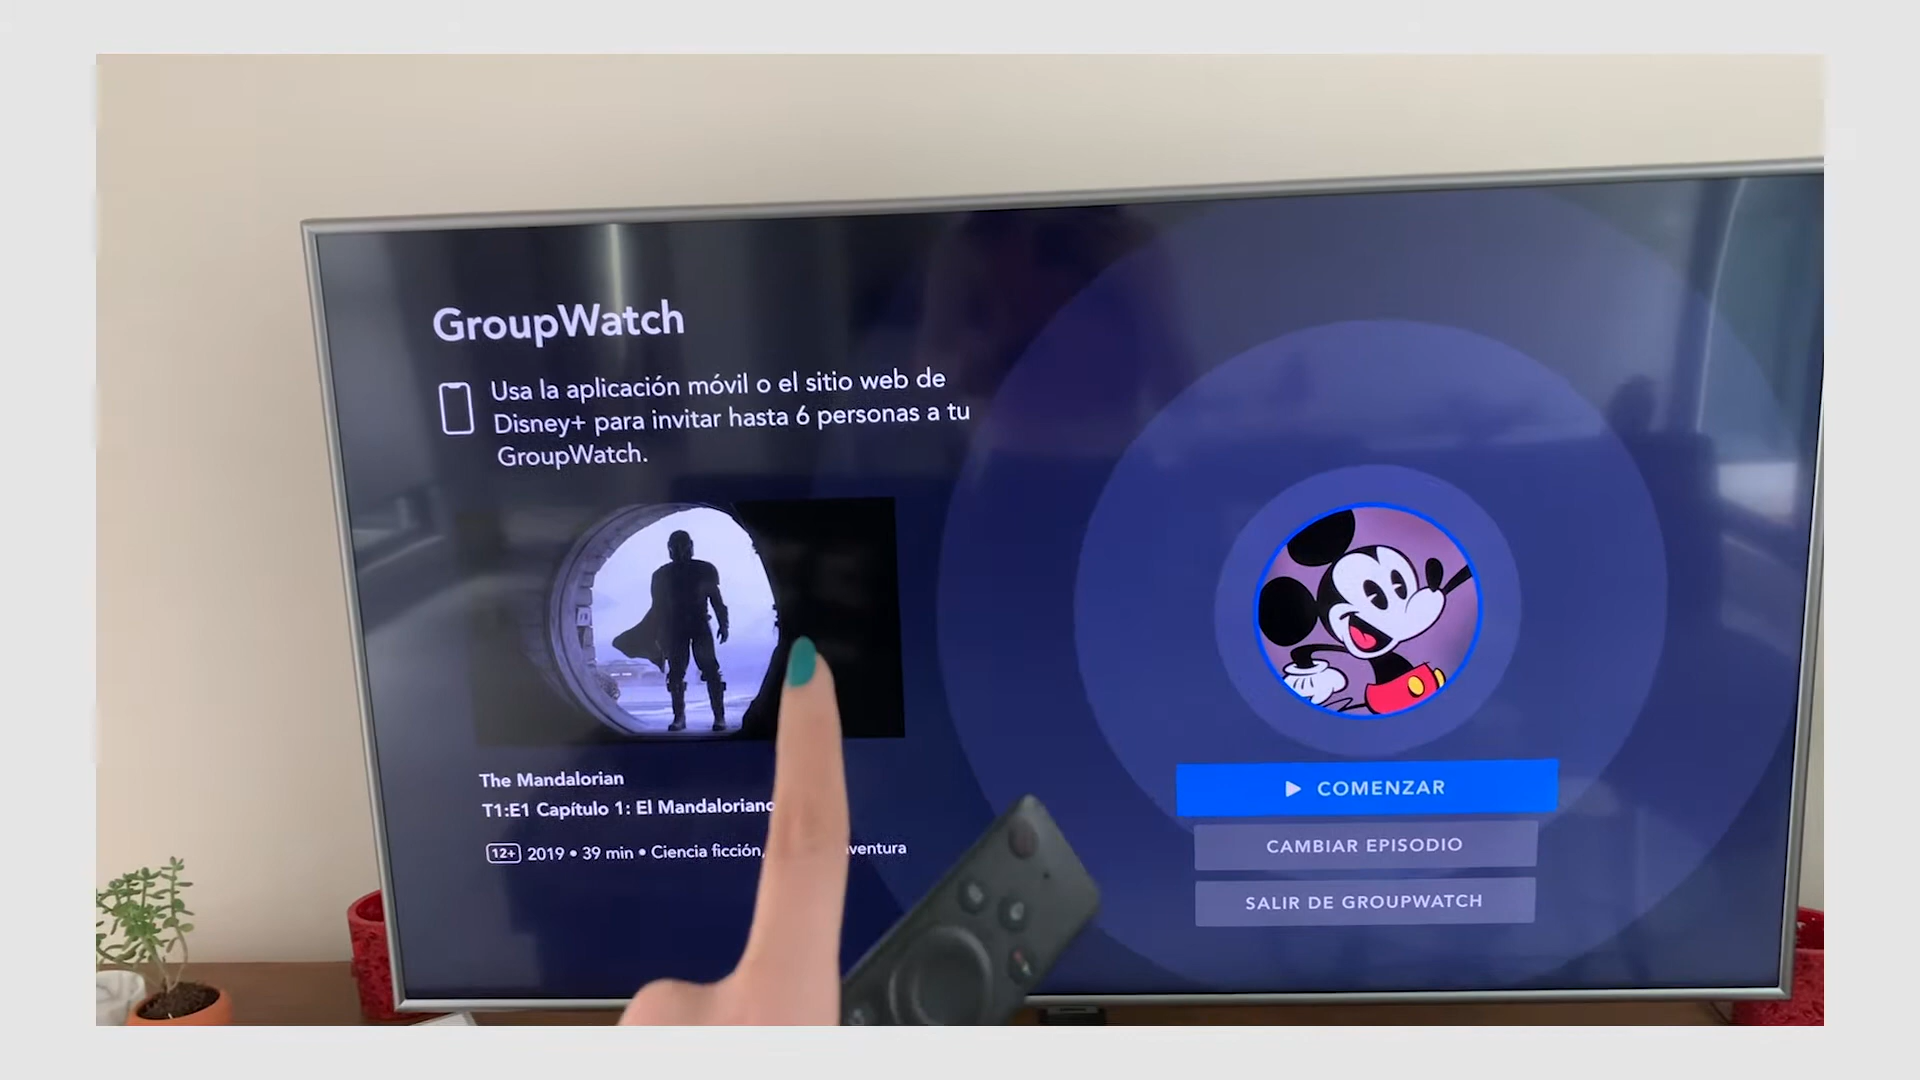 GroupWatch
Usa la aplicación móvil o el sitio web de
Disney+ para invitar hasta 6 personas a tu
GroupWatch.
The Mandalorian
T1:E1 Capítulo 1: El Mandaloriano
12+ 2019 • 39 min • Ciencia ficción,
COMENZAR
CAMBIAR EPISODIO
SALIR DE GROUPWATCH